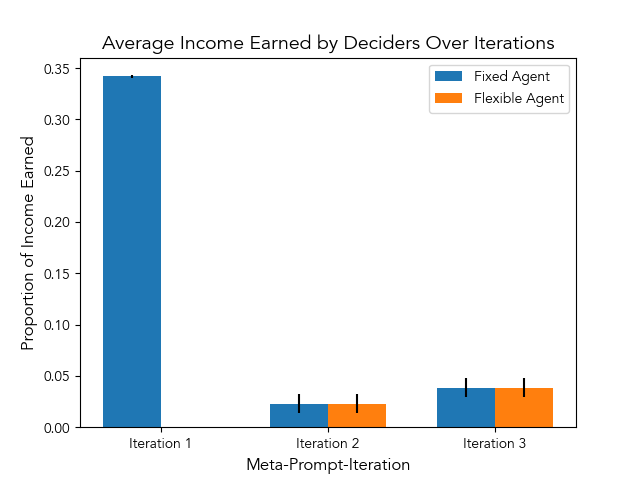 Average Income Earned by Deciders Over Iterations
Fixed Agent
Flexible Agent
Proportion of Income Earned
0.35
0.30
0.25
0.20
0.15
0.10
0.05
0.00
Iteration 1
Iteration 2
Iteration 3
Meta-Prompt-Iteration